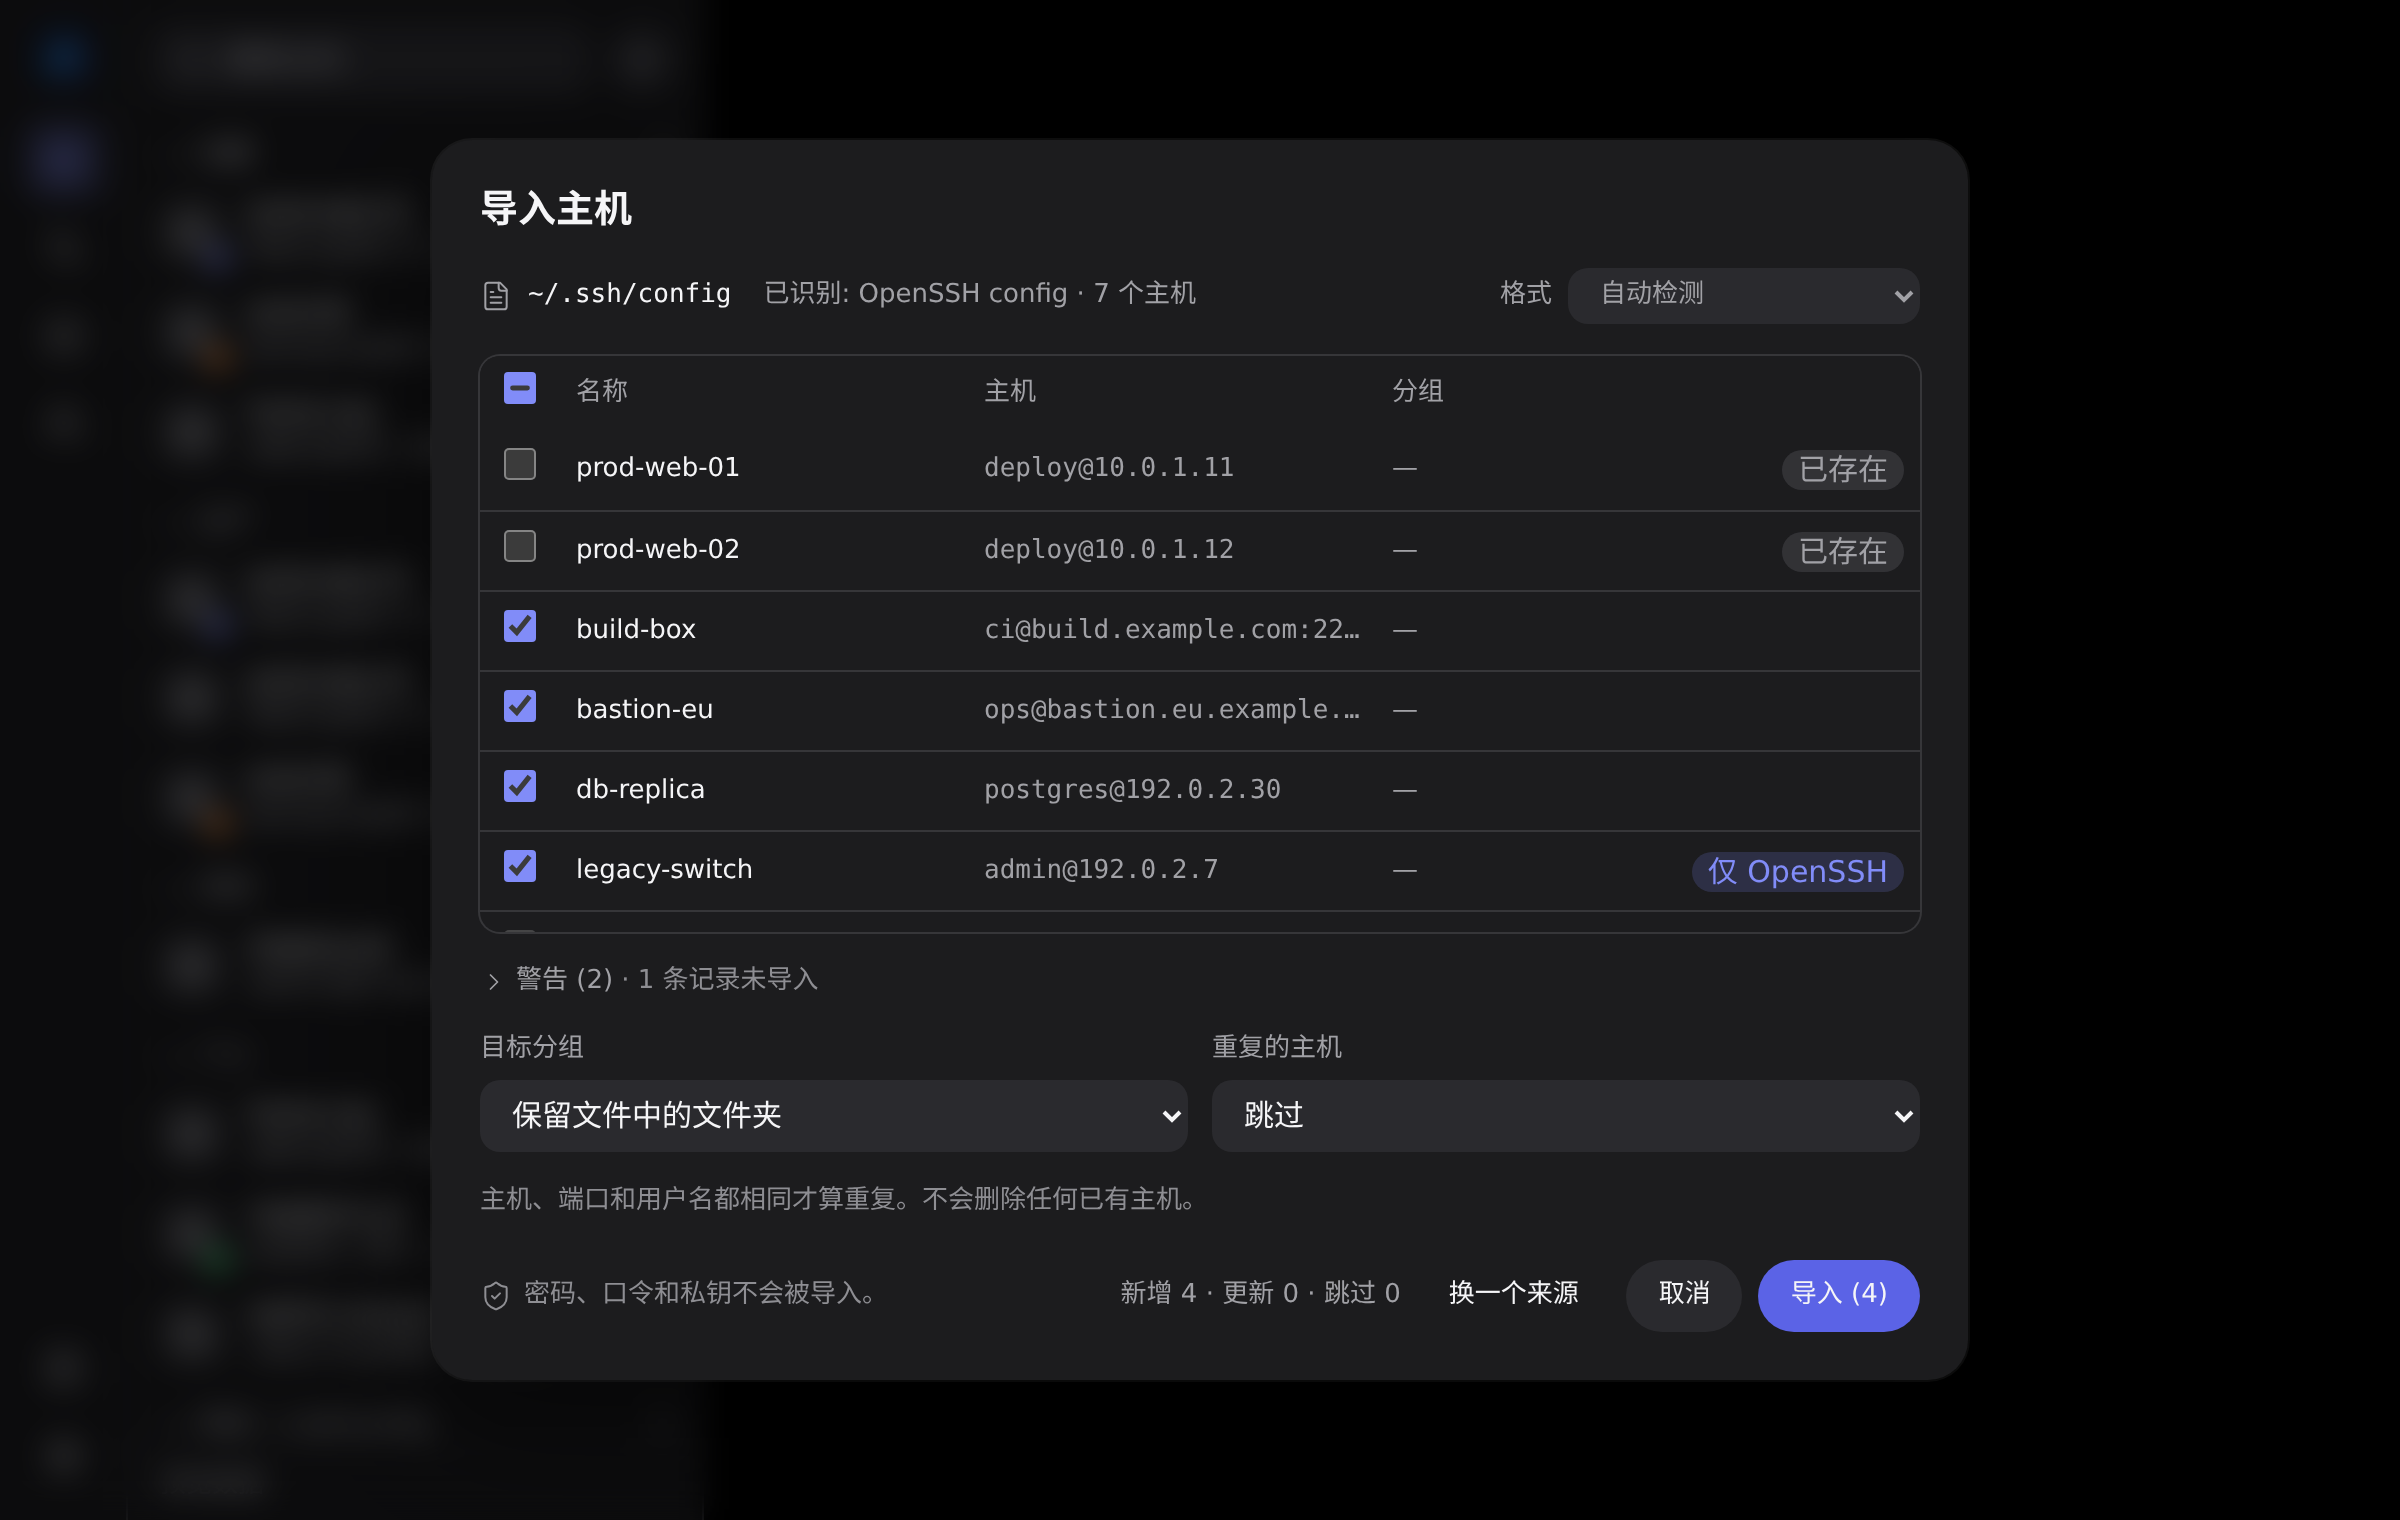 导入主机
~/.ssh/config 已识别: OpenSSH config · 7 个主机 格式 自动检测
名称 主机 分组
prod-web-01 deploy@10.0.1.11 — 已存在
prod-web-02 deploy@10.0.1.12 — 已存在
build-box ci@build.example.com:22… —
bastion-eu ops@bastion.eu.example.… —
db-replica postgres@192.0.2.30 —
legacy-switch admin@192.0.2.7 — 仅 OpenSSH
警告 (2) · 1 条记录未导入
目标分组 重复的主机
保留文件中的文件夹 跳过
主机、端口和用户名都相同才算重复。不会删除任何已有主机。
密码、口令和私钥不会被导入。 新增 4 · 更新 0 · 跳过 0 换一个来源 取消 导入 (4)